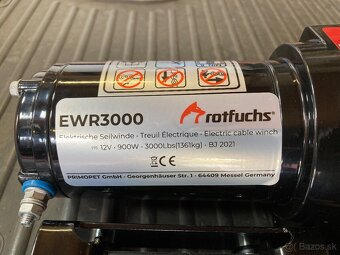 EWR3000
rotfuchs®
Elektrische Seilwinde · Treuil Électrique · Electric cable winch
12V · 900W · 3000Lbs(1361kg) · BJ 2021
CE
PRIMOPET GmbH · Georgenhäuser Str. 1 · 64409 Messel Germany
bazos.sk